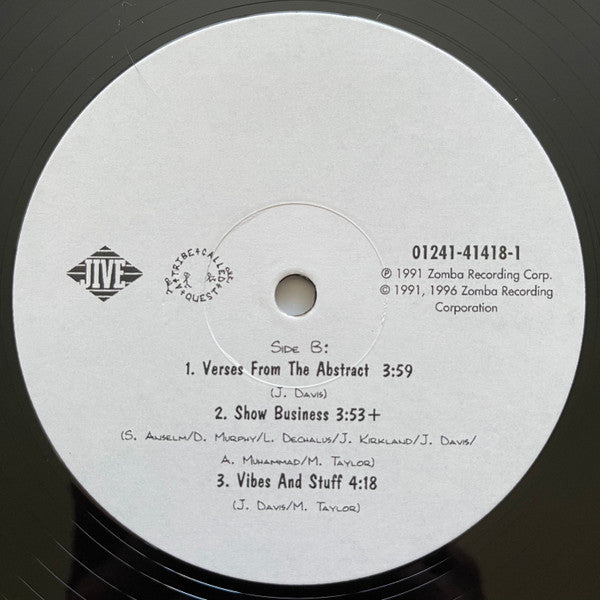 JIVE
A+TRIBE+CALLED
QUEST+
01241-41418-1
℗ 1991 Zomba Recording Corp.
© 1991, 1996 Zomba Recording
Corporation
Side B:
1. Verses From The Abstract 3:59
(J. Davis)
2. Show Business 3:53+
(S. Anselm/D. Murphy/L. Dechalus/J. Kirkland/J. Davis/
A. Muhammad/M. Taylor)
3. Vibes And Stuff 4:18
(J. Davis/M. Taylor)